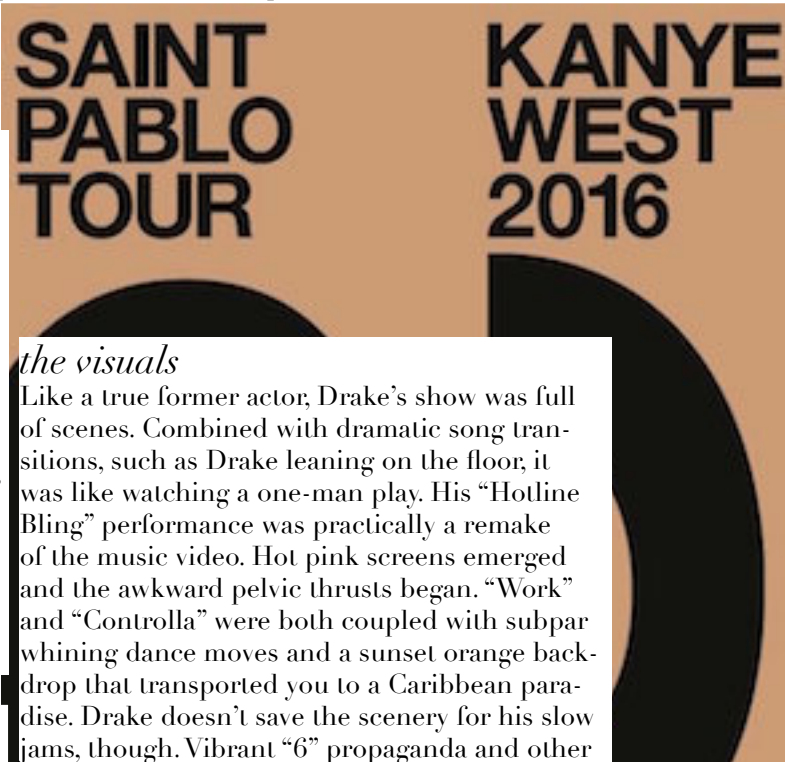 SAINT
PABLO
TOUR
KANYE
WEST
2016
the visuals
Like a true former actor, Drake’s show was full
of scenes. Combined with dramatic song tran-
sitions, such as Drake leaning on the floor, it
was like watching a one-man play. His “Hotline
Bling” performance was practically a remake
of the music video. Hot pink screens emerged
and the awkward pelvic thrusts began. “Work”
and “Controlla” were both coupled with subpar
whining dance moves and a sunset orange back-
drop that transported you to a Caribbean para-
dise. Drake doesn’t save the scenery for his slow
jams, though. Vibrant “6” propaganda and other